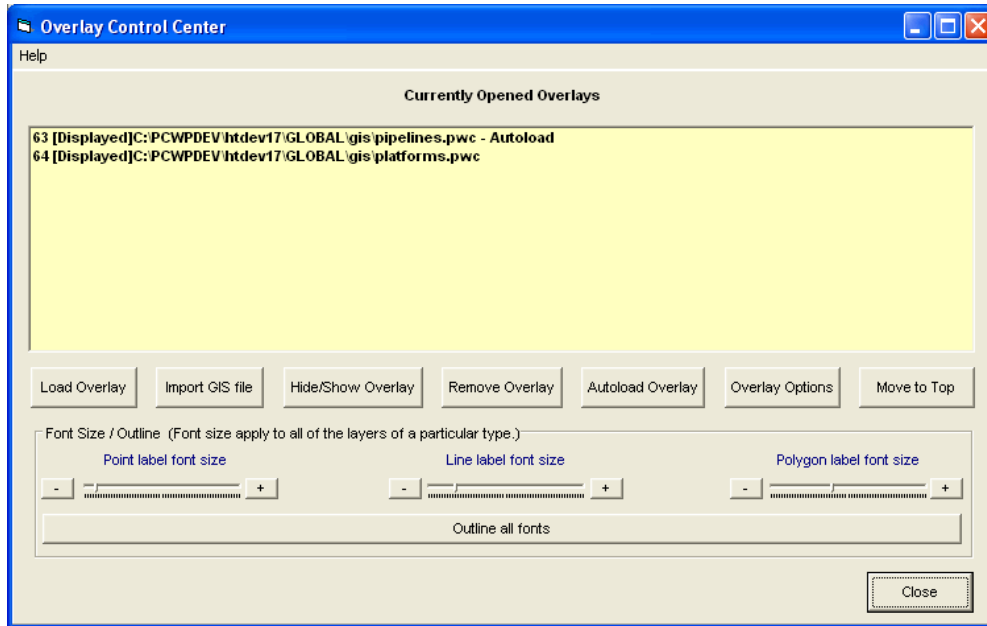 Overlay Control Center
Help
Currently Opened Overlays
63 [Displayed]C:\PCWPDEV\htdev17\GLOBAL\gis\pipelines.pwc - Autoload
64 [Displayed]C:\PCWPDEV\htdev17\GLOBAL\gis\platforms.pwc
Load Overlay Import GIS file Hide/Show Overlay Remove Overlay Autoload Overlay Overlay Options Move to Top
Font Size / Outline (Font size apply to all of the layers of a particular type.)
Point label font size Line label font size Polygon label font size
- + - + - +
Outline all fonts
Close